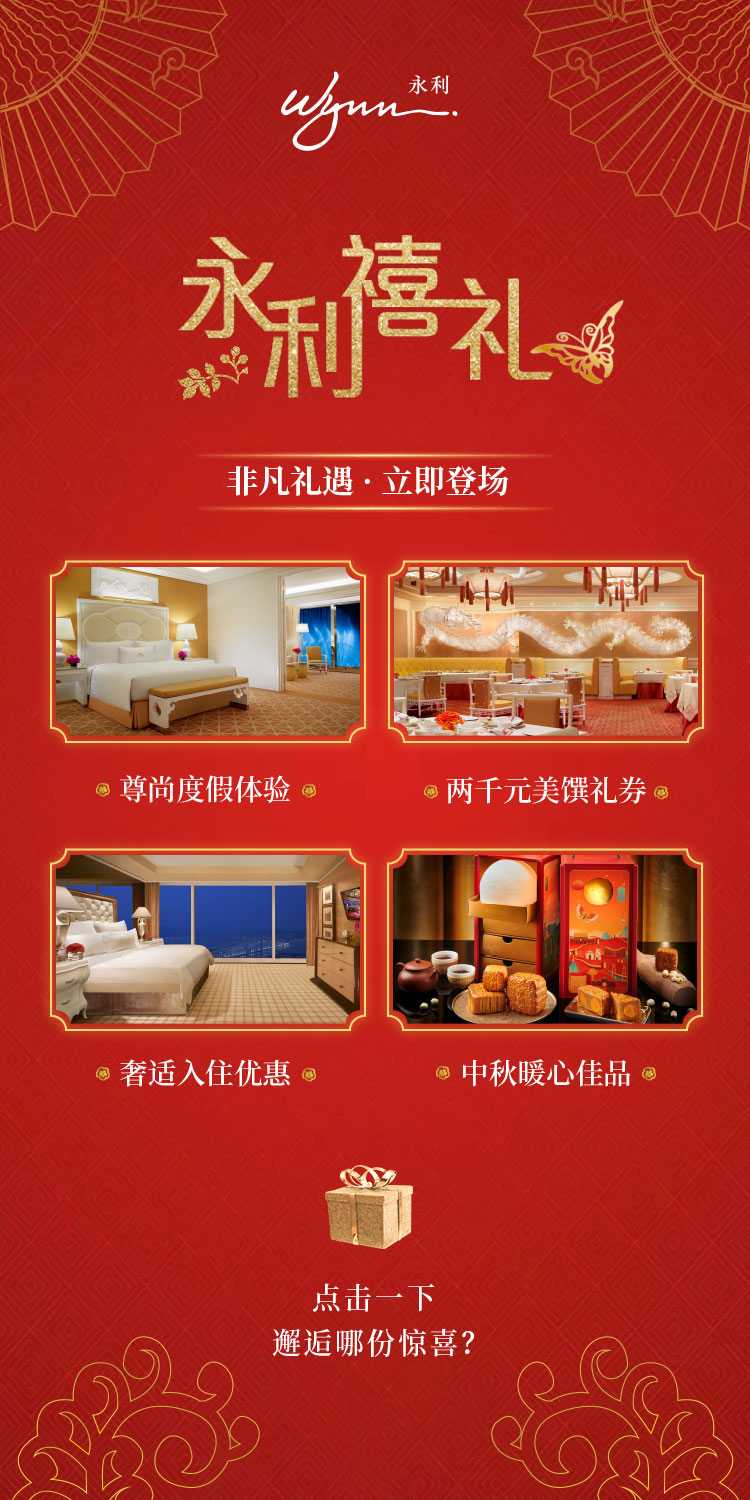 永利
Wynn
永利禧礼
非凡礼遇 · 立即登场
尊尚度假体验
两千元美馔礼券
奢适入住优惠
中秋暖心佳品
点击一下
邂逅哪份惊喜?